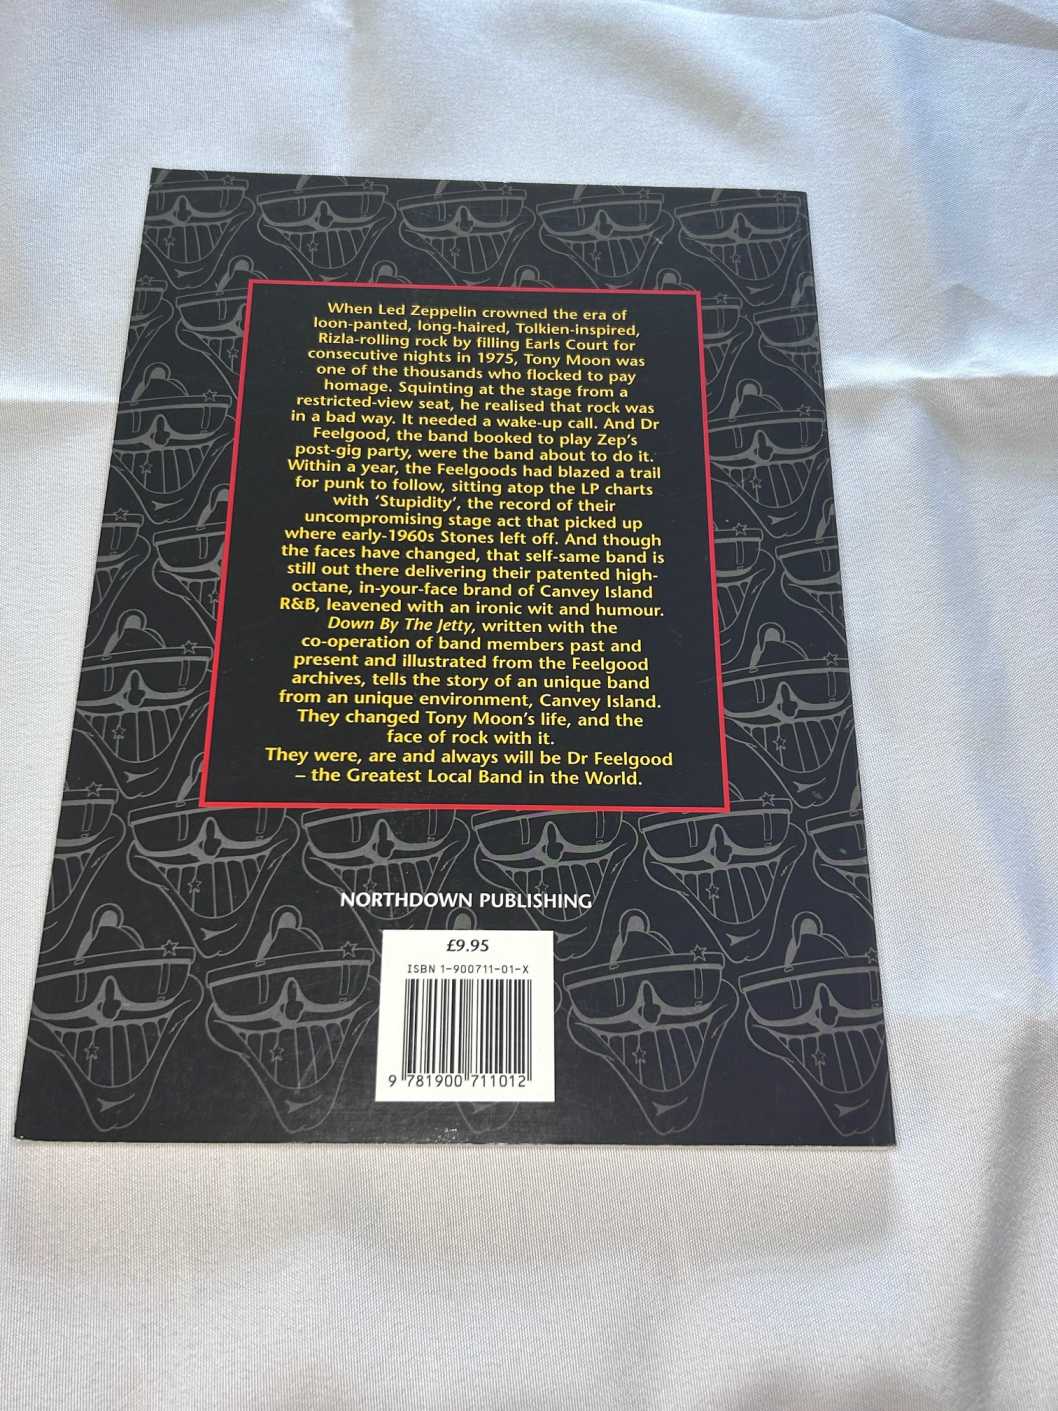 When Led Zeppelin crowned the era of
loon-panted, long-haired, Tolkien-inspired,
Rizla-rolling rock by filling Earls Court for
consecutive nights in 1975, Tony Moon was
one of the thousands who flocked to pay
homage. Squinting at the stage from a
restricted-view seat, he realised that rock was
in a bad way. It needed a wake-up call. And Dr
Feelgood, the band booked to play Zep's
post-gig party, were the band about to do it.
Within a year, the Feelgoods had blazed a trail
for punk to follow, sitting atop the LP charts
with 'Stupidity', the record of their
uncompromising stage act that picked up
where early-1960s Stones left off. And though
the faces have changed, that self-same band is
still out there delivering their patented high-
octane, in-your-face brand of Canvey Island
R&B, leavened with an ironic wit and humour.
Down By The Jetty, written with the
co-operation of band members past and
present and illustrated from the Feelgood
archives, tells the story of an unique band
from an unique environment, Canvey Island.
They changed Tony Moon's life, and the
face of rock with it.
They were, are and always will be Dr Feelgood
– the Greatest Local Band in the World.
NORTHDOWN PUBLISHING
£9.95
ISBN 1-900711-01-X
9 781900 711012